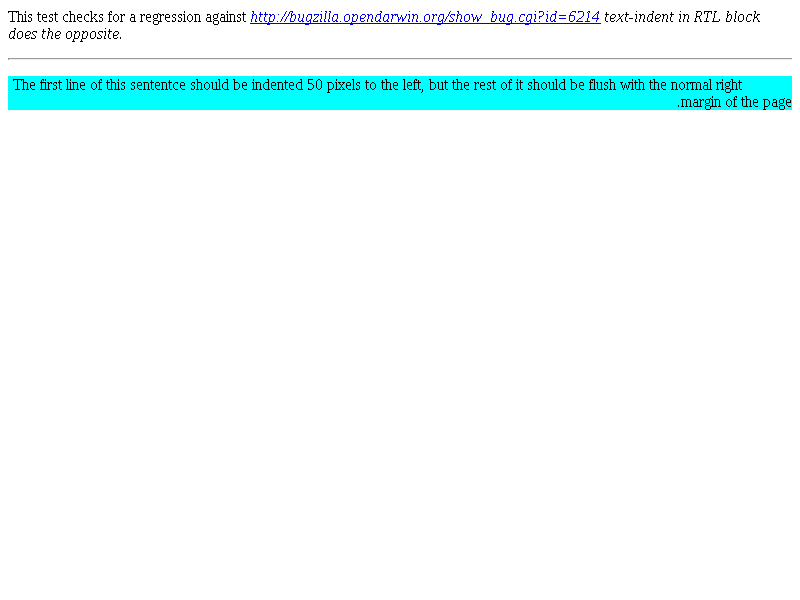 This test checks for a regression against http://bugzilla.opendarwin.org/show_bug.cgi?id=6214 text-indent in RTL block
does the opposite.
The first line of this sententce should be indented 50 pixels to the left, but the rest of it should be flush with the normal right
.margin of the page